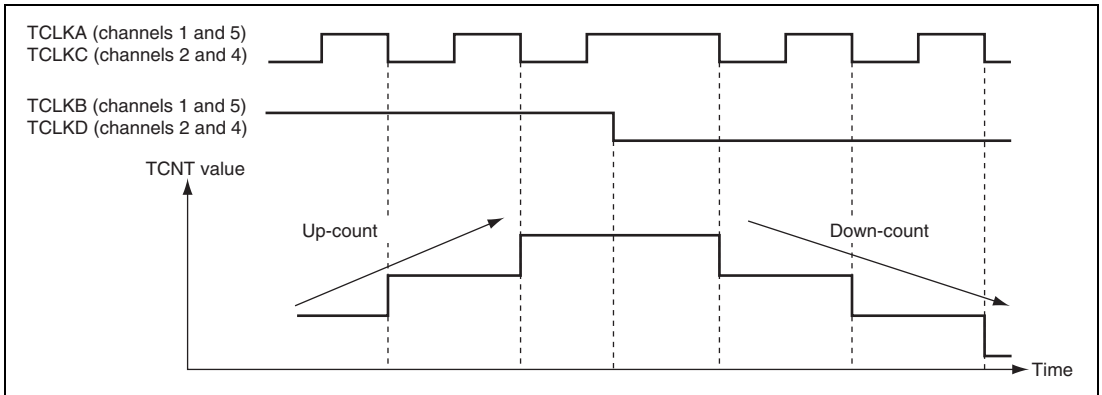 TCLKA (channels 1 and 5)
TCLKC (channels 2 and 4)
TCLKB (channels 1 and 5)
TCLKD (channels 2 and 4)
TCNT value
Up-count
Down-count
Time